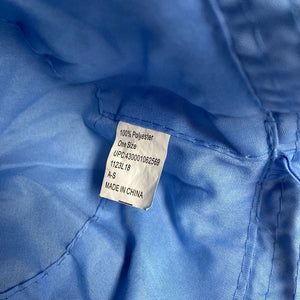 100% Polyester
One Size
UPC:430001062569
1123L18
A-S
MADE IN CHINA